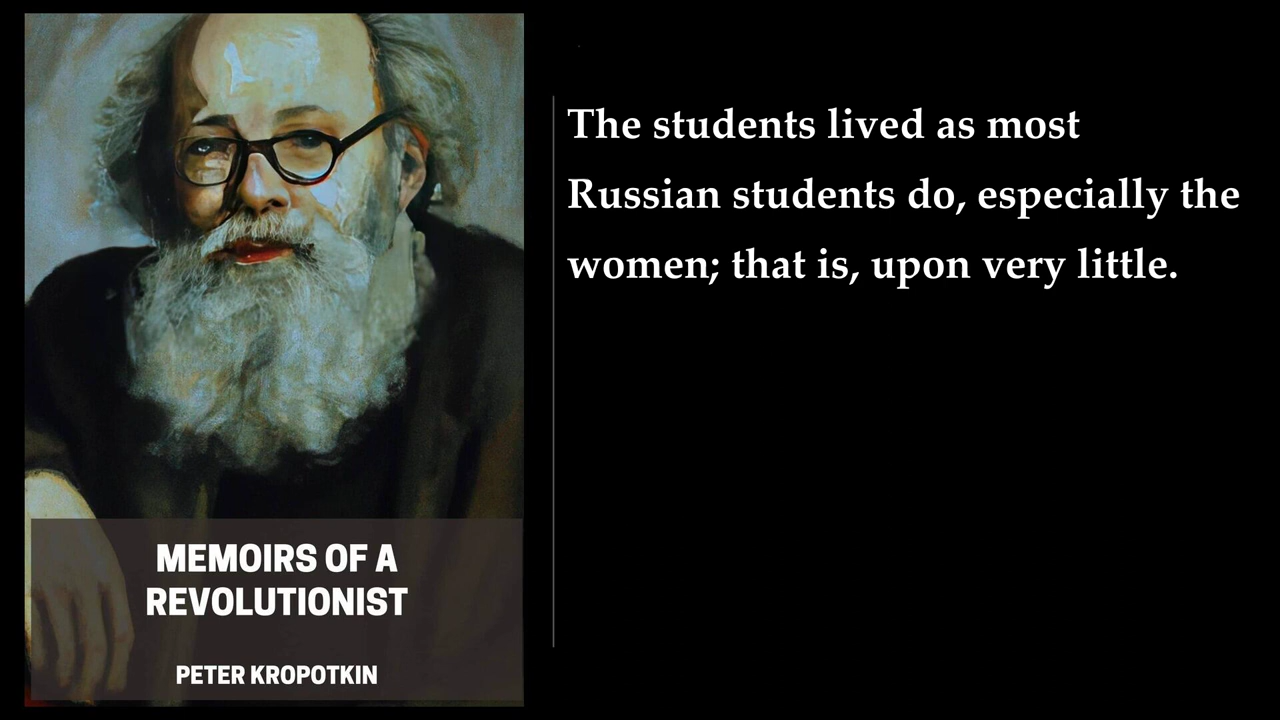 MEMOIRS OF A
REVOLUTIONIST
PETER KROPOTKIN
The students lived as most
Russian students do, especially the
women; that is, upon very little.